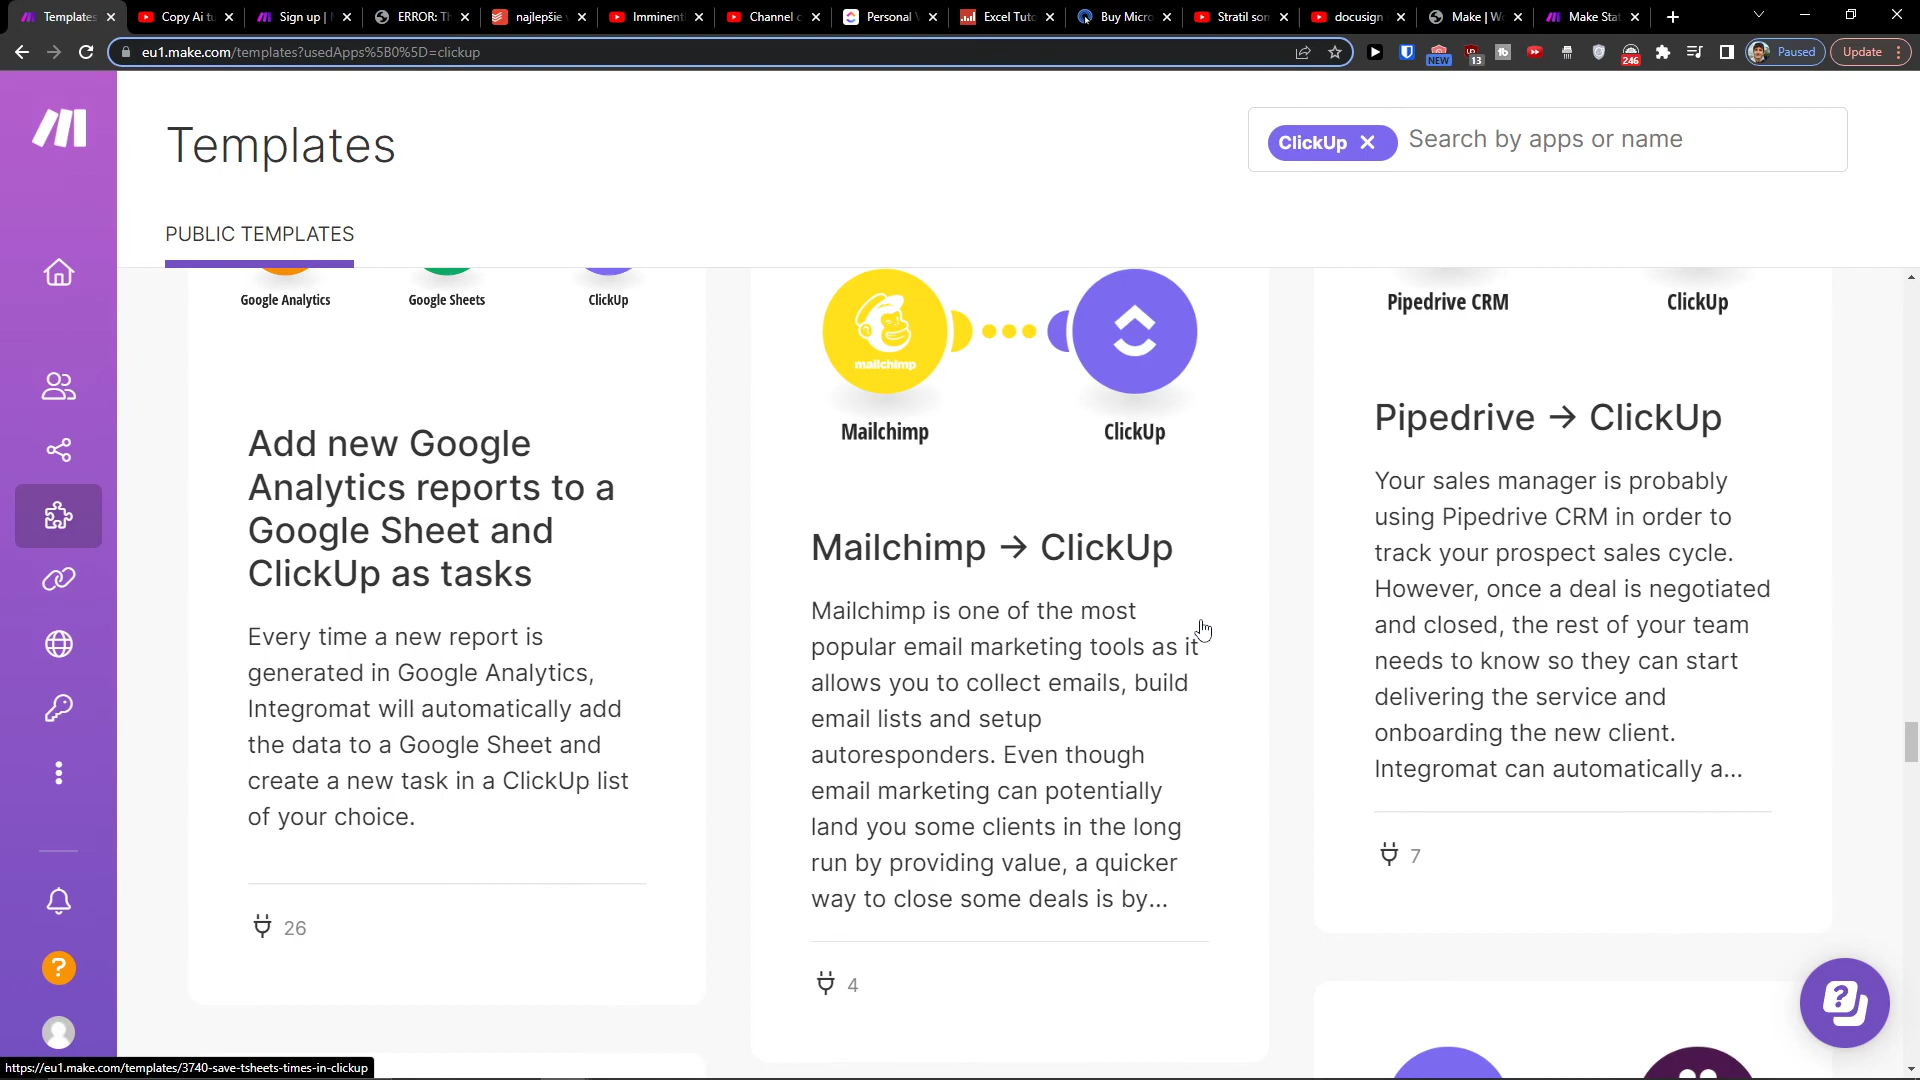 Templates
Copy Ai tu
Sign up |
ERROR: Th
najlepšie
Imminent
Channel c
Personal
Excel Tuto
Buy Micro
Stratil som
docusign
Make | Wo
Make Stat
eu1.make.com/templates?usedApps%5B0%5D=clickup
NEW
13
246
Paused
Update
Templates
ClickUp
Search by apps or name
PUBLIC TEMPLATES
Google Analytics
Google Sheets
ClickUp
Add new Google
Analytics reports to a
Google Sheet and
ClickUp as tasks
Every time a new report is
generated in Google Analytics,
Integromat will automatically add
the data to a Google Sheet and
create a new task in a ClickUp list
of your choice.
26
mailchimp
Mailchimp
ClickUp
Mailchimp → ClickUp
Mailchimp is one of the most
popular email marketing tools as it
allows you to collect emails, build
email lists and setup
autoresponders. Even though
email marketing can potentially
land you some clients in the long
run by providing value, a quicker
way to close some deals is by...
4
Pipedrive CRM
ClickUp
Pipedrive → ClickUp
Your sales manager is probably
using Pipedrive CRM in order to
track your prospect sales cycle.
However, once a deal is negotiated
and closed, the rest of your team
needs to know so they can start
delivering the service and
onboarding the new client.
Integromat can automatically a...
7
https://eu1.make.com/templates/3740-save-tsheets-times-in-clickup